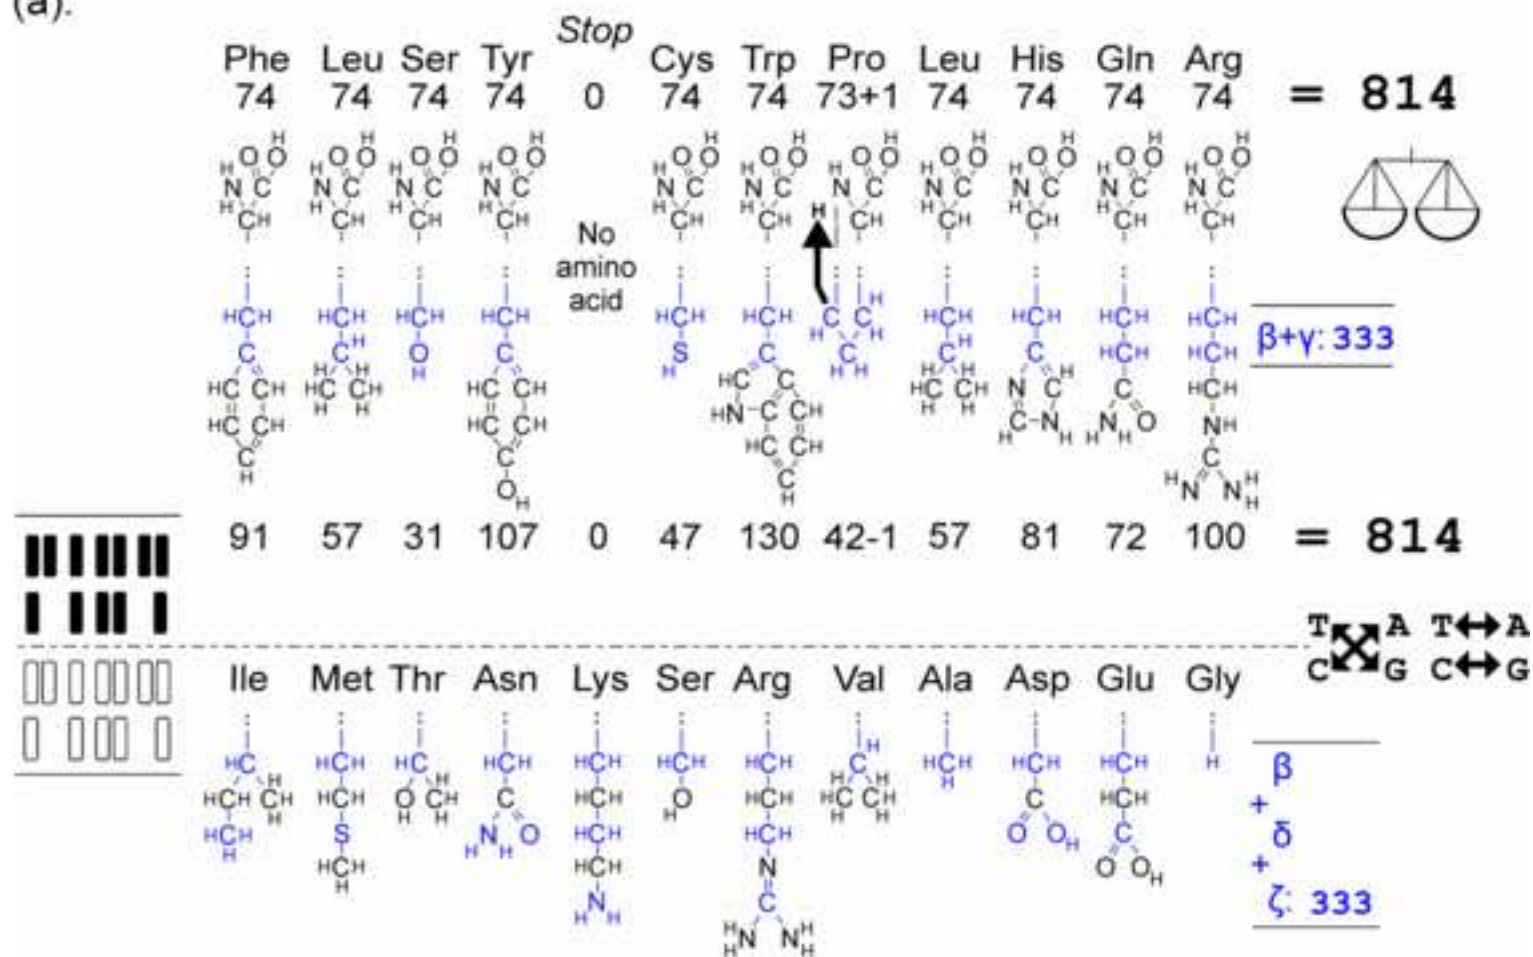 (a).
Stop
Phe Leu Ser Tyr Cys Trp Pro Leu His Gln Arg
74 74 74 74 0 74 74 73+1 74 74 74 74 = 814
No
amino
acid
β+γ: 333
91 57 31 107 0 47 130 42-1 57 81 72 100 = 814
T A T A
C G C G
Ile Met Thr Asn Lys Ser Arg Val Ala Asp Glu Gly
β
+
δ
+
ζ: 333